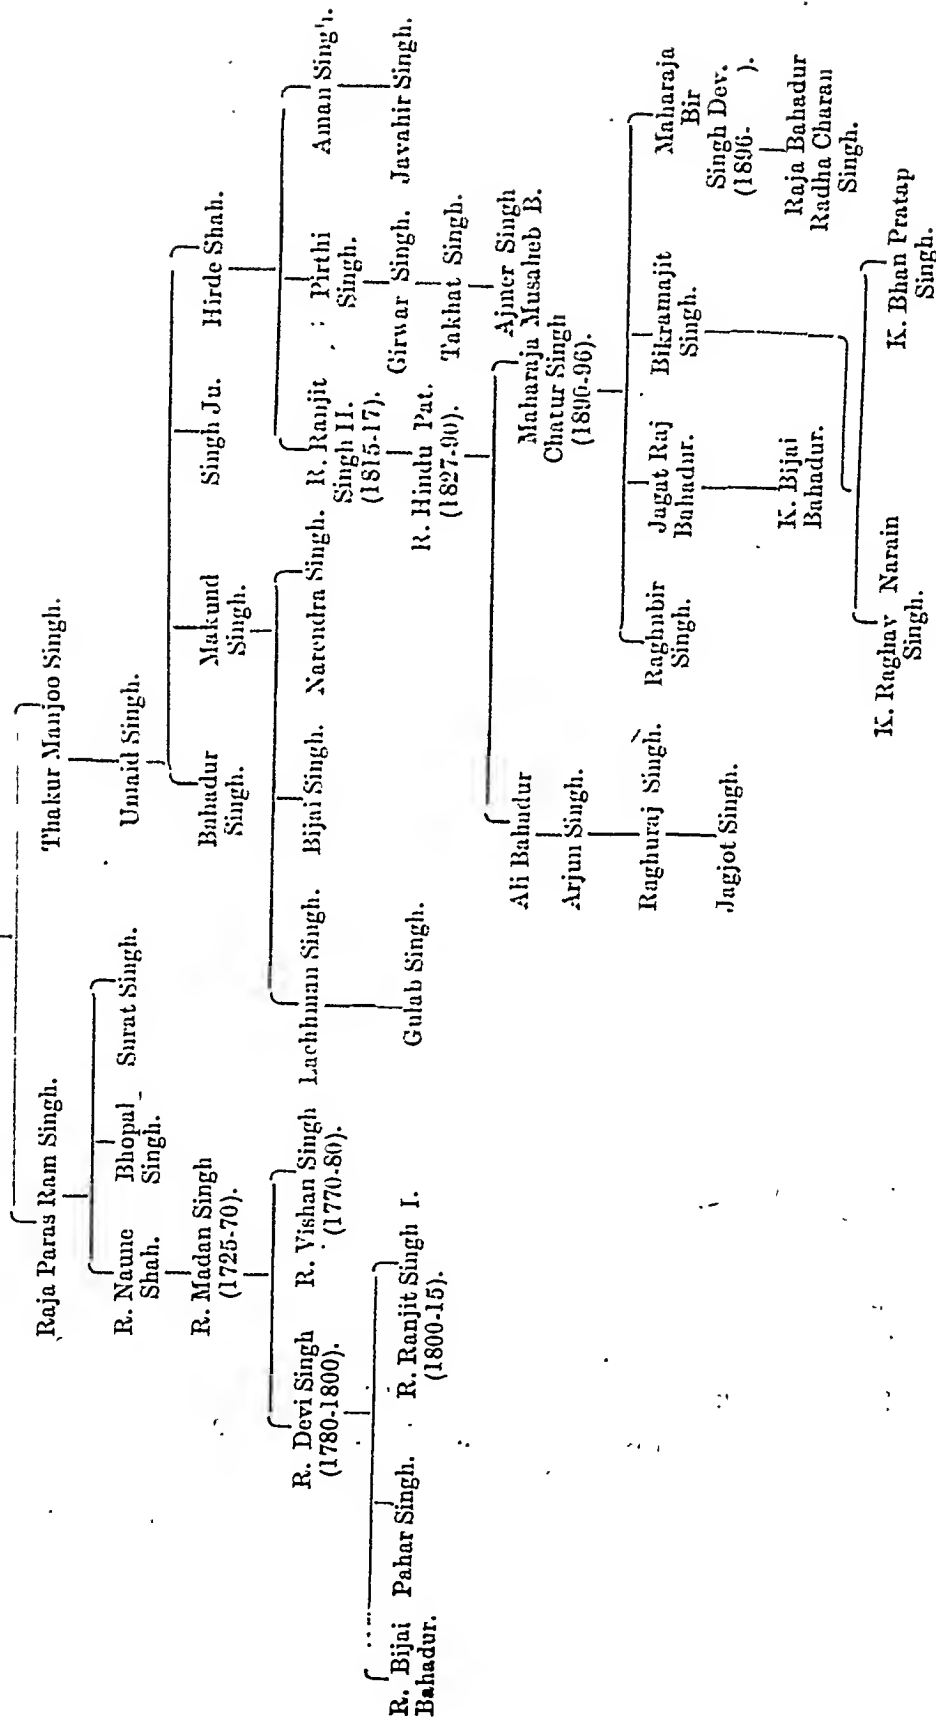 Raja Paras Ram Singh.
Thakur Manjoo Singh.
R. Naune
Shah.
Bhopal
Singh.
Surat Singh.
Umaid Singh.
R. Madan Singh
(1725-70).
Bahadur
Singh.
Makund
Singh.
Singh Ju.
Hirde Shah.
R. Devi Singh
(1780-1800).
R. Vishan Singh
(1770-80).
Lachhman Singh.
Bijai Singh.
Narendra Singh.
R. Ranjit
Singh II.
(1815-17).
Pirthi
Singh.
Aman Singh.
R. Bijai
Bahadur.
Pahar Singh.
R. Ranjit Singh I.
(1800-15).
Gulab Singh.
R. Hindu Pat.
(1827-90).
Girwar Singh.
Javahir Singh.
Takhat Singh.
Ali Bahadur
Maharaja
Chatur Singh
(1890-96).
Ajmer Singh
Musaheb B.
Arjun Singh.
Raghuraj Singh.
Jagjot Singh.
Raghubir
Singh.
Jagat Raj
Bahadur.
Bikramajit
Singh.
Maharaja
Bir
Singh Dev.
(1896- ).
K. Bijai
Bahadur.
Raja Bahadur
Radha Charan
Singh.
K. Raghav Narain
Singh.
K. Bhan Pratap
Singh.